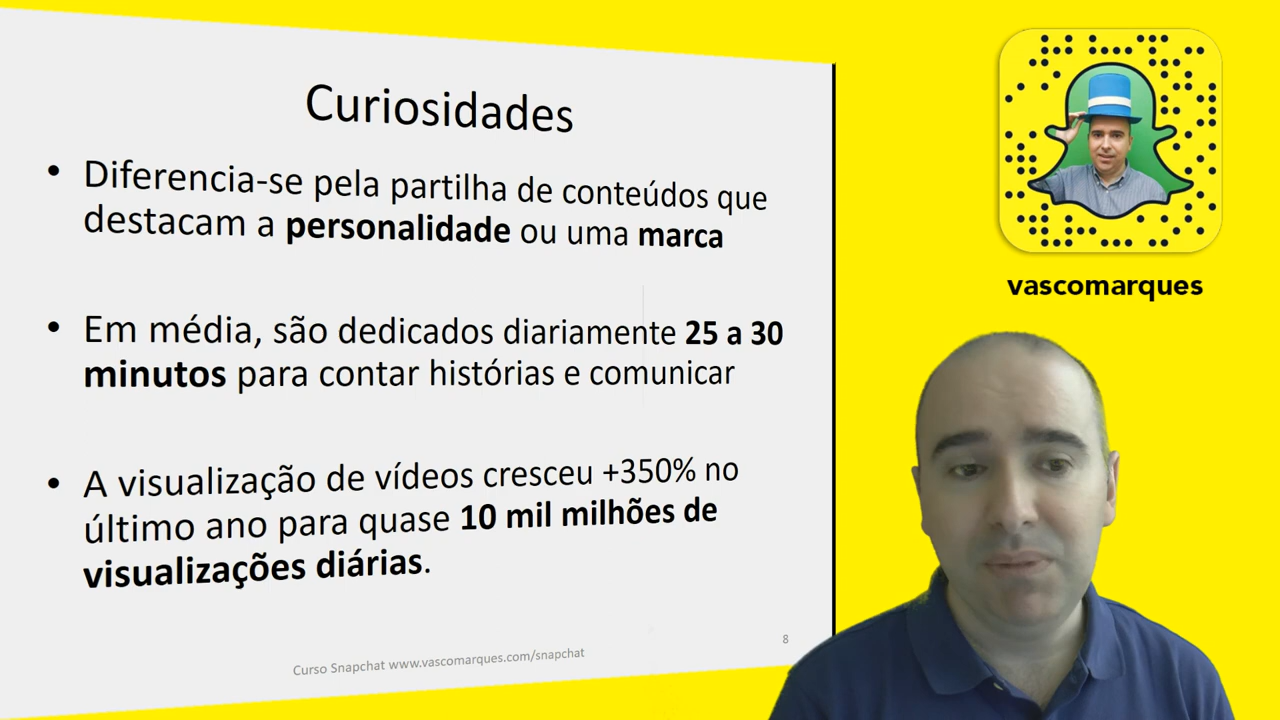 Curiosidades
• Diferencia-se pela partilha de conteúdos que
destacam a personalidade ou uma marca
• Em média, são dedicados diariamente 25 a 30
minutos para contar histórias e comunicar
• A visualização de vídeos cresceu +350% no
último ano para quase 10 mil milhões de
visualizações diárias.
8
Curso Snapchat www.vascomarques.com/snapchat
vascomarques